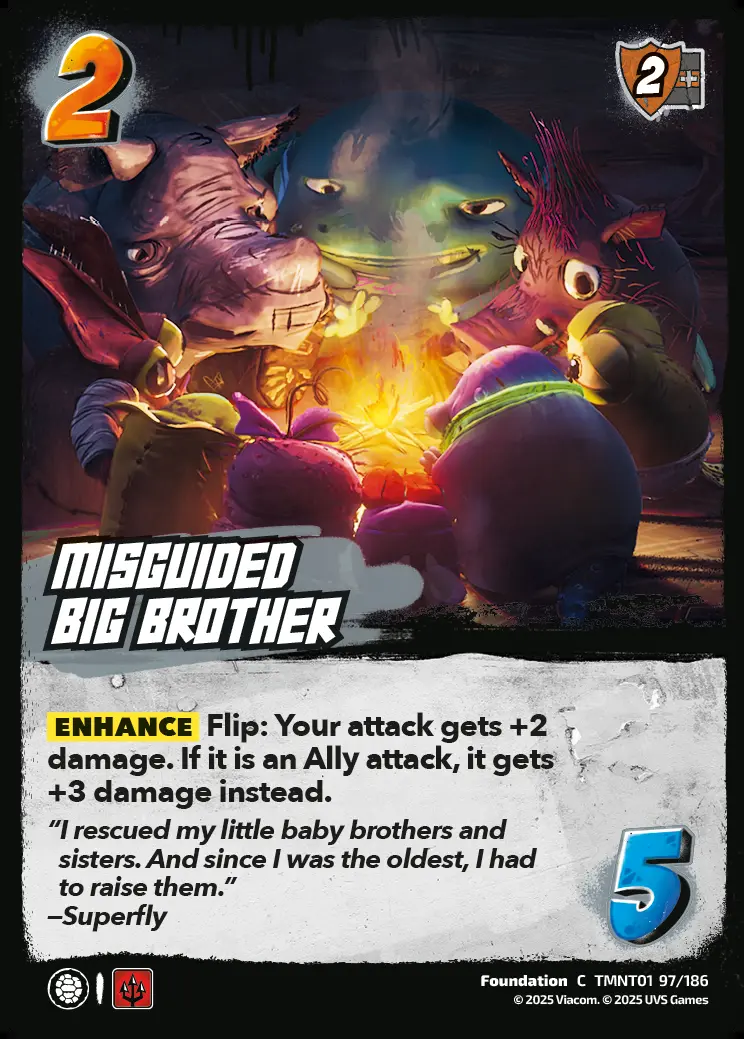 2
2
MISGUIDED
BIG BROTHER
ENHANCE Flip: Your attack gets +2
damage. If it is an Ally attack, it gets
+3 damage instead.
“I rescued my little baby brothers and
sisters. And since I was the oldest, I had
to raise them.”
—Superfly
5
Foundation C TMNT01 97/186
© 2025 Viacom. © 2025 UVS Games